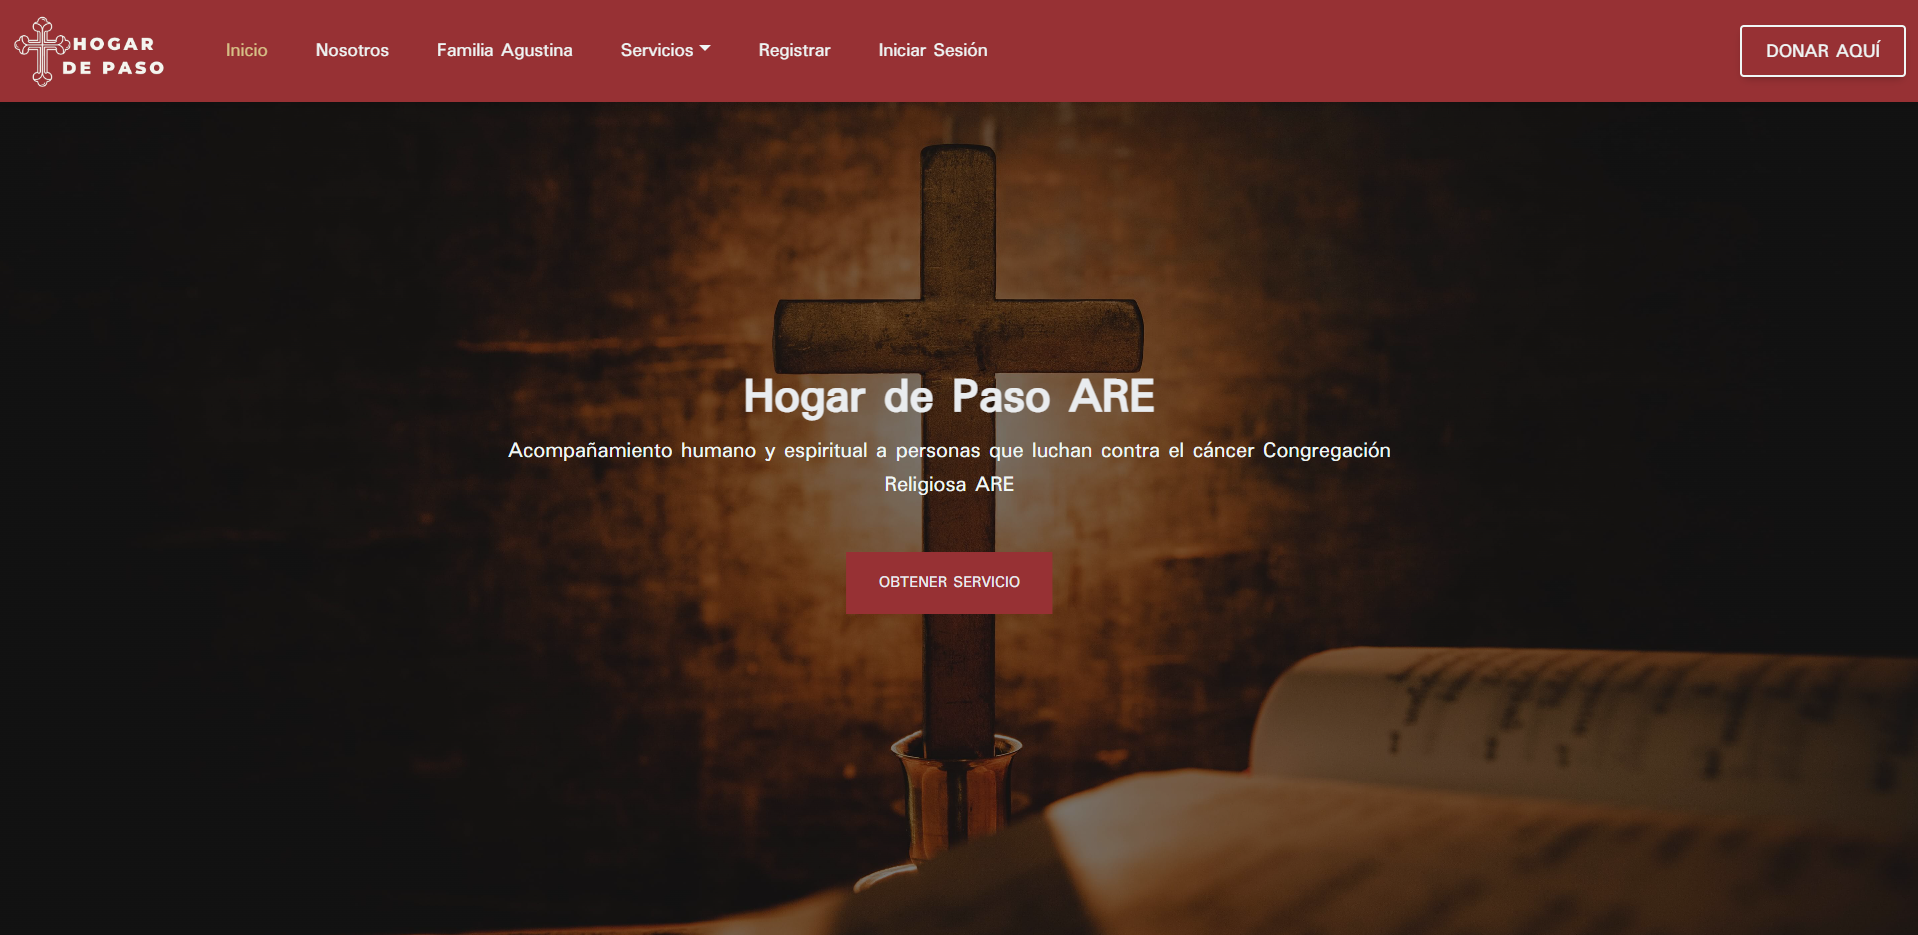 HOGAR
DE PASO
Inicio
Nosotros
Familia Agustina
Servicios
Registrar
Iniciar Sesión
DONAR AQUÍ
Hogar de Paso ARE
Acompañamiento humano y espiritual a personas que luchan contra el cáncer Congregación
Religiosa ARE
OBTENER SERVICIO